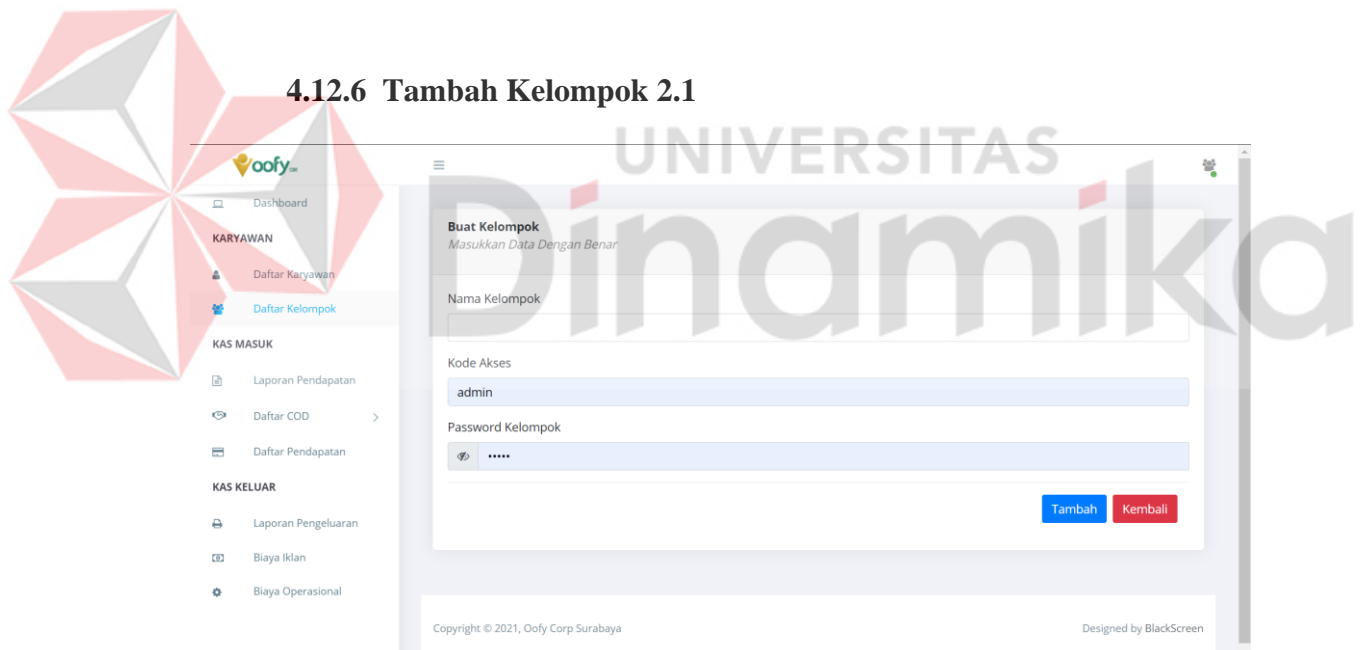 4.12.6 Tambah Kelompok 2.1
UNIVERSITAS
Dinamika
oofy
Dashboard
KARYAWAN
Daftar Karyawan
Daftar Kelompok
KAS MASUK
Laporan Pendapatan
Daftar COD
Daftar Pendapatan
KAS KELUAR
Laporan Pengeluaran
Biaya Iklan
Biaya Operasional
Buat Kelompok
Masukkan Data Dengan Benar
Nama Kelompok
Kode Akses
admin
Password Kelompok
•••••
Tambah Kembali
Copyright © 2021, Oofy Corp Surabaya
Designed by BlackScreen